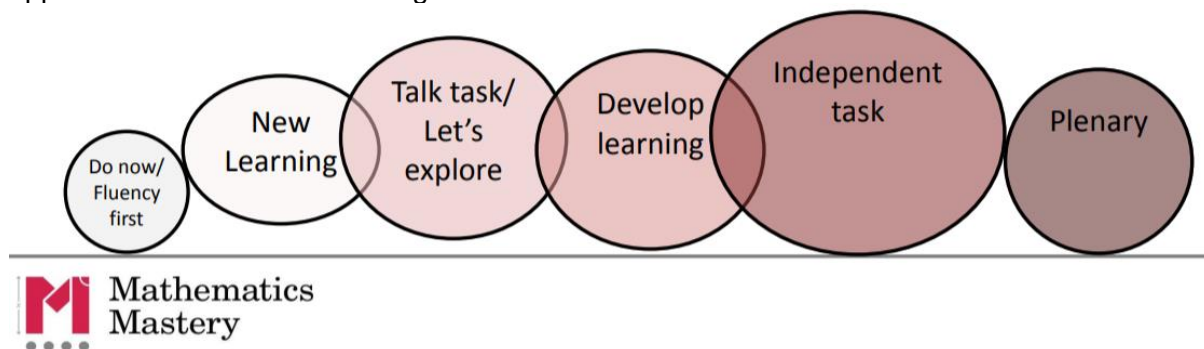 Do now/
Fluency
first
New
Learning
Talk task/
Let's
explore
Develop
learning
Independent
task
Plenary
Mathematics
Mastery